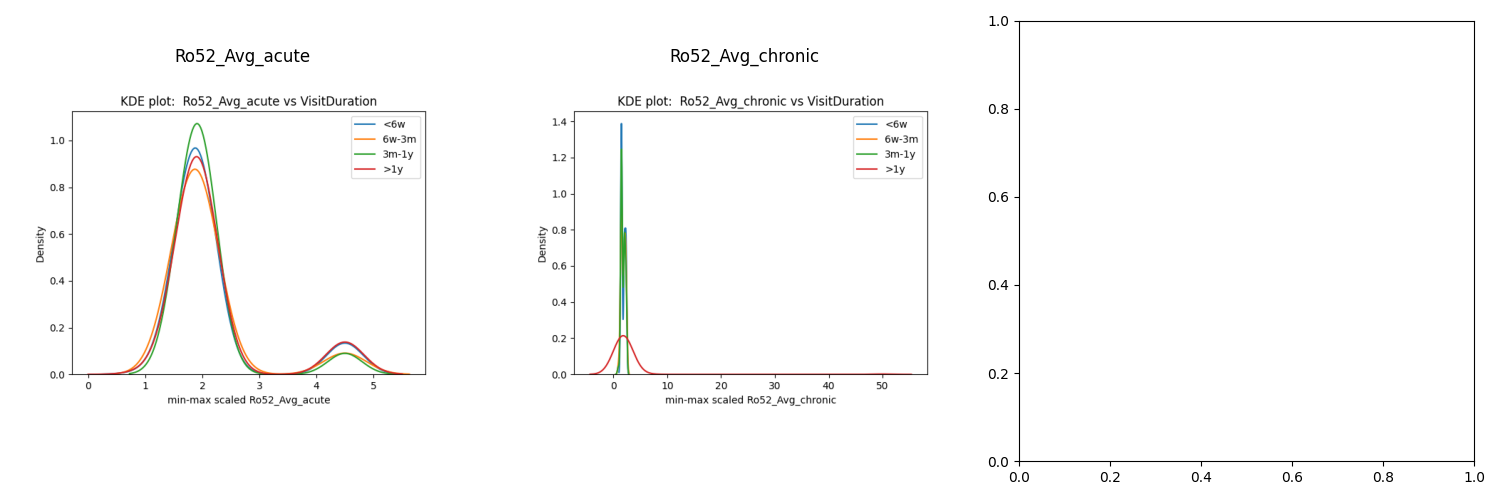 Ro52_Avg_acute
KDE plot:  Ro52_Avg_acute vs VisitDuration
<6w
6w-3m
3m-1y
>1y
1.0
0.8
0.6
0.4
0.2
0.0
Density
0 1 2 3 4 5
min-max scaled Ro52_Avg_acute
Ro52_Avg_chronic
KDE plot:  Ro52_Avg_chronic vs VisitDuration
<6w
6w-3m
3m-1y
>1y
1.4
1.2
1.0
0.8
0.6
0.4
0.2
0.0
Density
0 10 20 30 40 50
min-max scaled Ro52_Avg_chronic
1.0
0.8
0.6
0.4
0.2
0.0
0.0 0.2 0.4 0.6 0.8 1.0